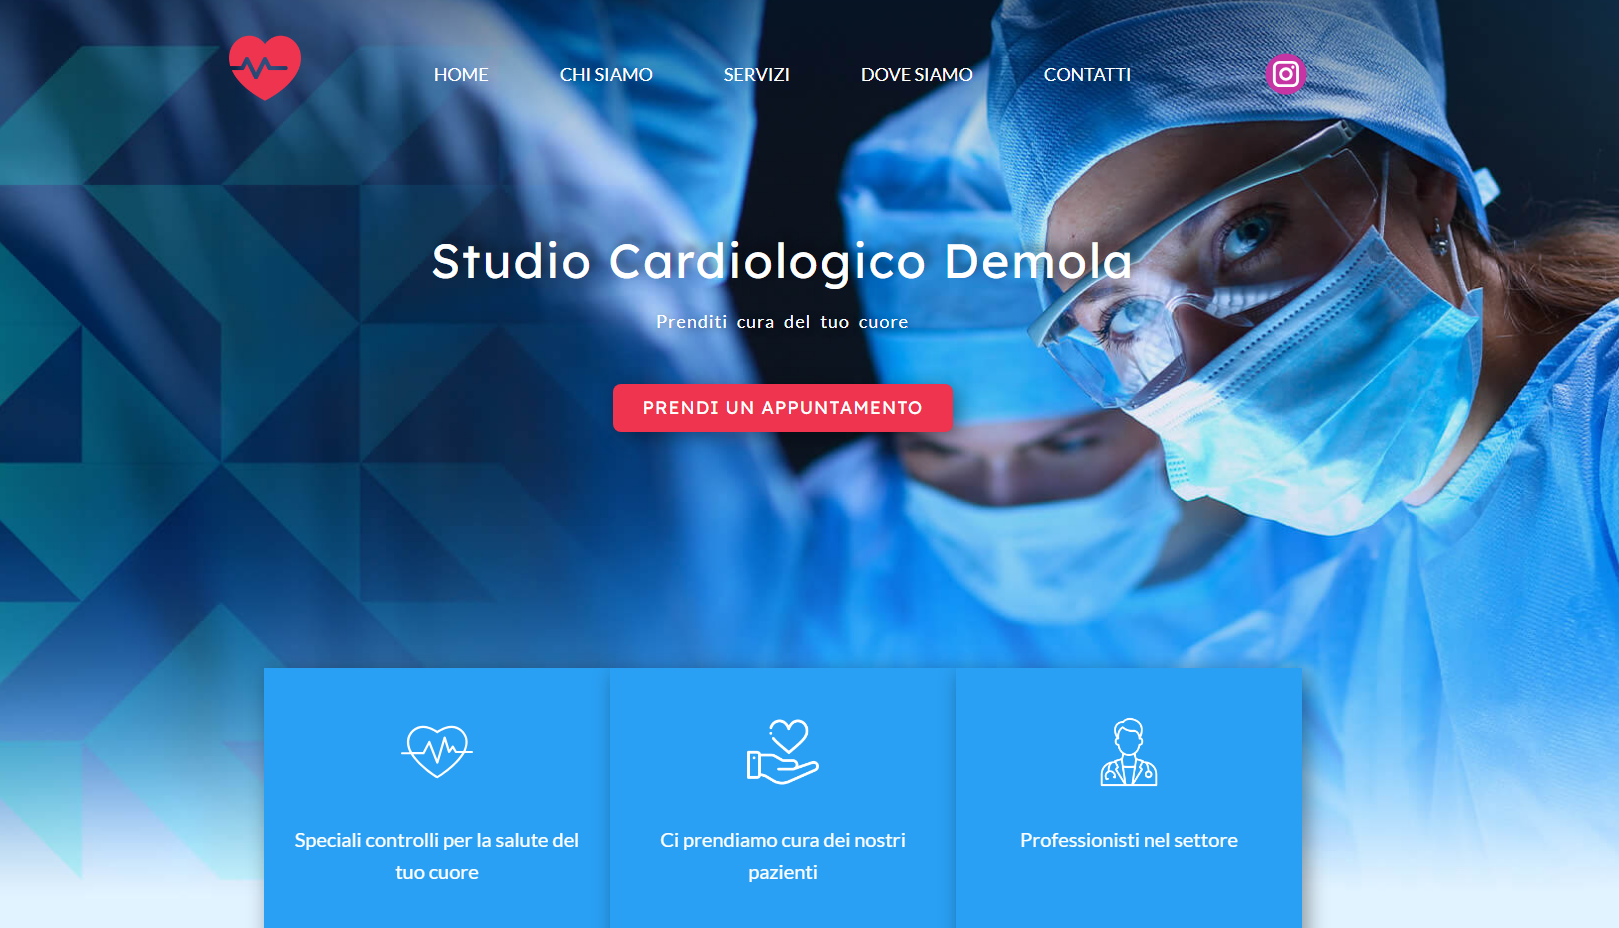 HOME
CHI SIAMO
SERVIZI
DOVE SIAMO
CONTATTI
Studio Cardiologico Demola
Prenditi cura del tuo cuore
PRENDI UN APPUNTAMENTO
Speciali controlli per la salute del
tuo cuore
Ci prendiamo cura dei nostri
pazienti
Professionisti nel settore